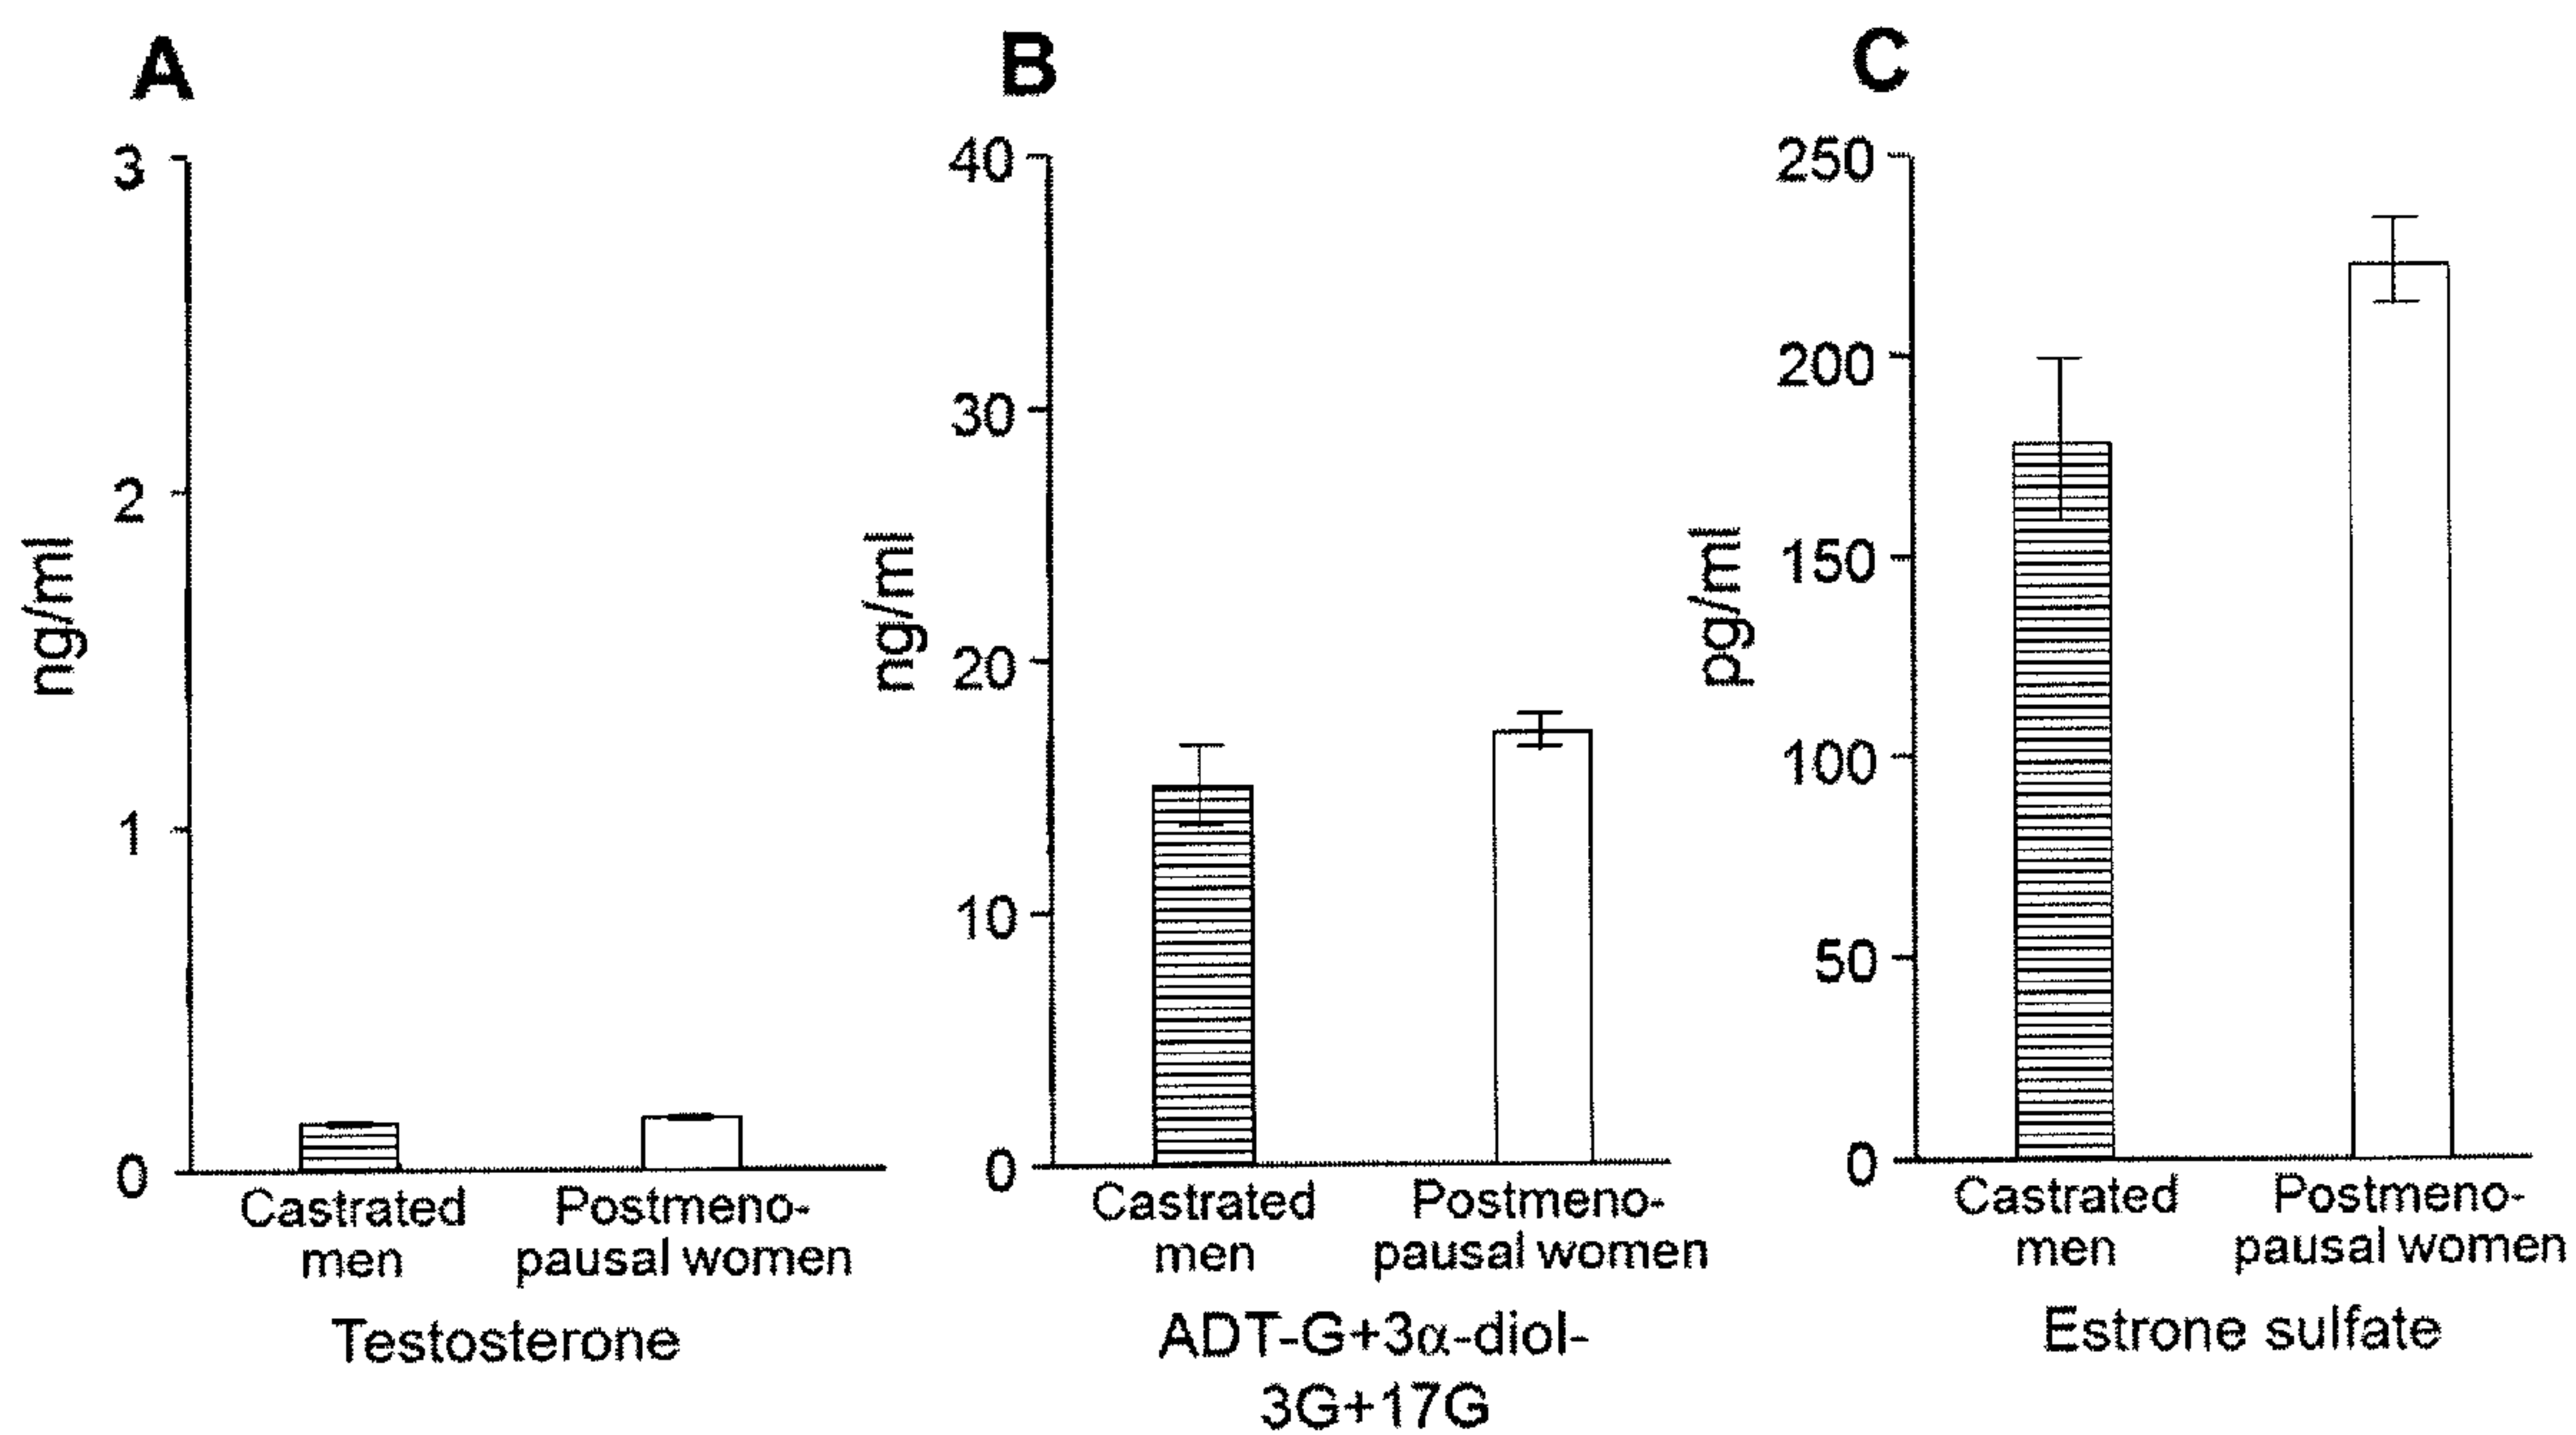 A
3
2
1
0
ng/ml
Castrated
men
Postmeno-
pausal women
Testosterone
B
40
30
20
10
0
ng/ml
Castrated
men
Postmeno-
pausal women
ADT-G+3α-diol-
3G+17G
C
250
200
150
100
50
0
pg/ml
Castrated
men
Postmeno-
pausal women
Estrone sulfate